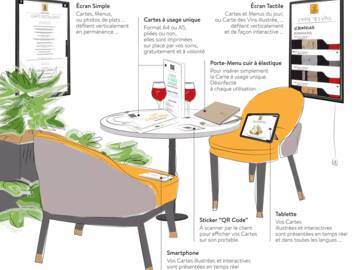 Écran Simple
Cartes, Menus,
ou photos de plats ...
défilent verticalement
en permanence ...
Cartes à usage unique
Format A4 ou A5,
pliées ou non,
elles sont imprimées
sur place par vos soins,
gratuitement et à volonté
Écran Tactile
Cartes et Menus du jour,
ou Carte des Vins illustrée, ...
défilent verticalement
et de façon interactive ...
Porte-Menu cuir à élastique
Pour insérer simplement
la Carte à usage unique.
Désinfecté
à chaque utilisation.
Sticker "QR Code"
À scanner par le client
pour afficher vos Cartes
sur son portable.
Tablette
Vos Cartes
illustrées et interactives
sont présentées en temps réel
et dans toutes les langues ...
Smartphone
Vos Cartes illustrées et interactives
sont présentées en temps réel